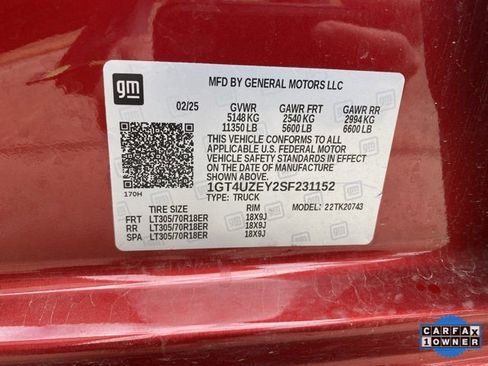 gm
MFD BY GENERAL MOTORS LLC
02/25 GVWR GAWR FRT GAWR RR
5148 KG 2540 KG 2994 KG
11350 LB 5600 LB 6600 LB
THIS VEHICLE CONFORMS TO ALL
APPLICABLE U.S. FEDERAL MOTOR
VEHICLE SAFETY STANDARDS IN EFFECT
ON THE DATE OF MANUFACTURE
SHOWN ABOVE.
170H
1GT4UZEY2SF231152
TYPE: TRUCK MODEL: 22TK20743
TIRE SIZE RIM
FRT LT305/70R18ER 18X9J
RR LT305/70R18ER 18X9J
SPA LT305/70R18ER 18X9J
CARFAX
1 OWNER